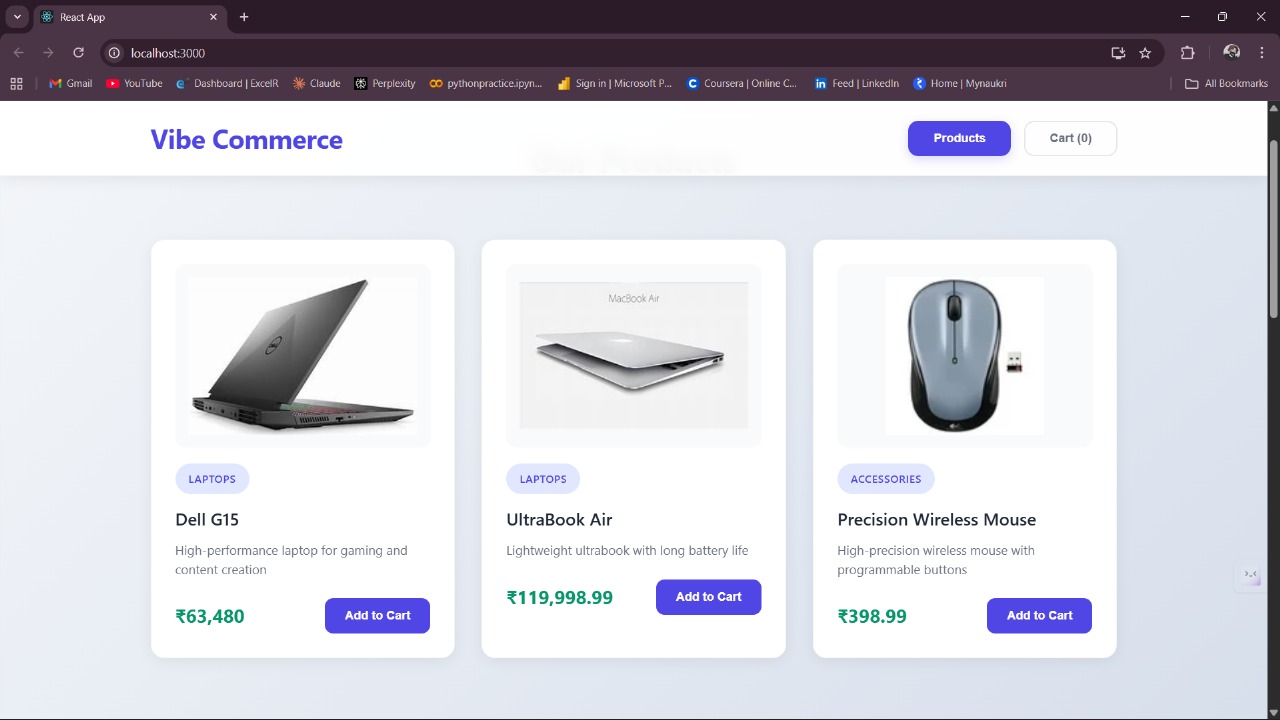 React App
localhost:3000
Gmail
YouTube
Dashboard | ExcelR
Claude
Perplexity
pythonpractice.ipyn...
Sign in | Microsoft P...
Coursera | Online C...
Feed | LinkedIn
Home | Mynaukri
All Bookmarks
Vibe Commerce
Products
Cart (0)
Our Products
MacBook Air
LAPTOPS
Dell G15
High-performance laptop for gaming and
content creation
₹63,480
Add to Cart
LAPTOPS
UltraBook Air
Lightweight ultrabook with long battery life
₹119,998.99
Add to Cart
ACCESSORIES
Precision Wireless Mouse
High-precision wireless mouse with
programmable buttons
₹398.99
Add to Cart